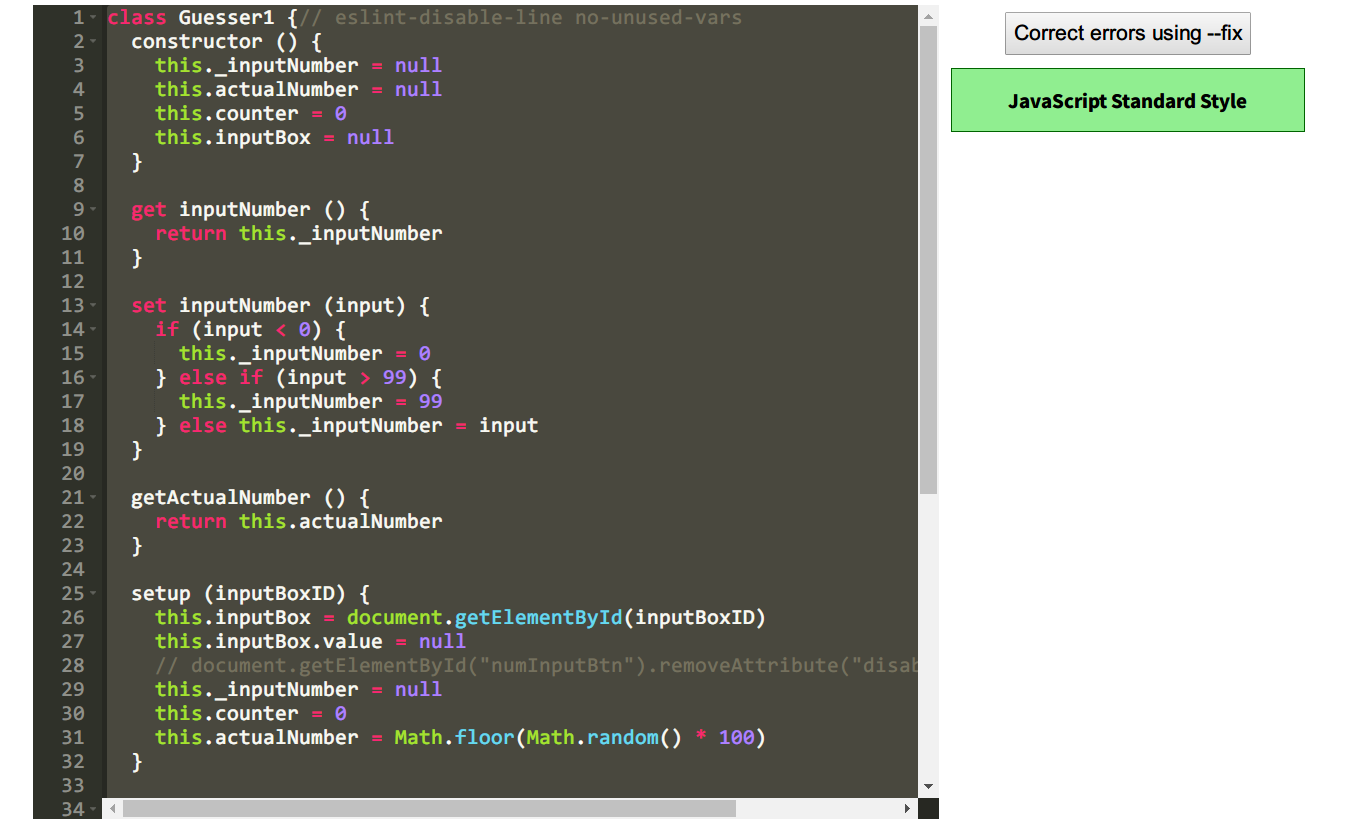 1 class Guesser1 {// eslint-disable-line no-unused-vars
2   constructor () {
3     this._inputNumber = null
4     this.actualNumber = null
5     this.counter = 0
6     this.inputBox = null
7   }
8
9   get inputNumber () {
10     return this._inputNumber
11   }
12
13   set inputNumber (input) {
14     if (input < 0) {
15       this._inputNumber = 0
16     } else if (input > 99) {
17       this._inputNumber = 99
18     } else this._inputNumber = input
19   }
20
21   getActualNumber () {
22     return this.actualNumber
23   }
24
25   setup (inputBoxID) {
26     this.inputBox = document.getElementById(inputBoxID)
27     this.inputBox.value = null
28     // document.getElementById("numInputBtn").removeAttribute("disab
29     this._inputNumber = null
30     this.counter = 0
31     this.actualNumber = Math.floor(Math.random() * 100)
32   }
33
34
Correct errors using --fix
JavaScript Standard Style